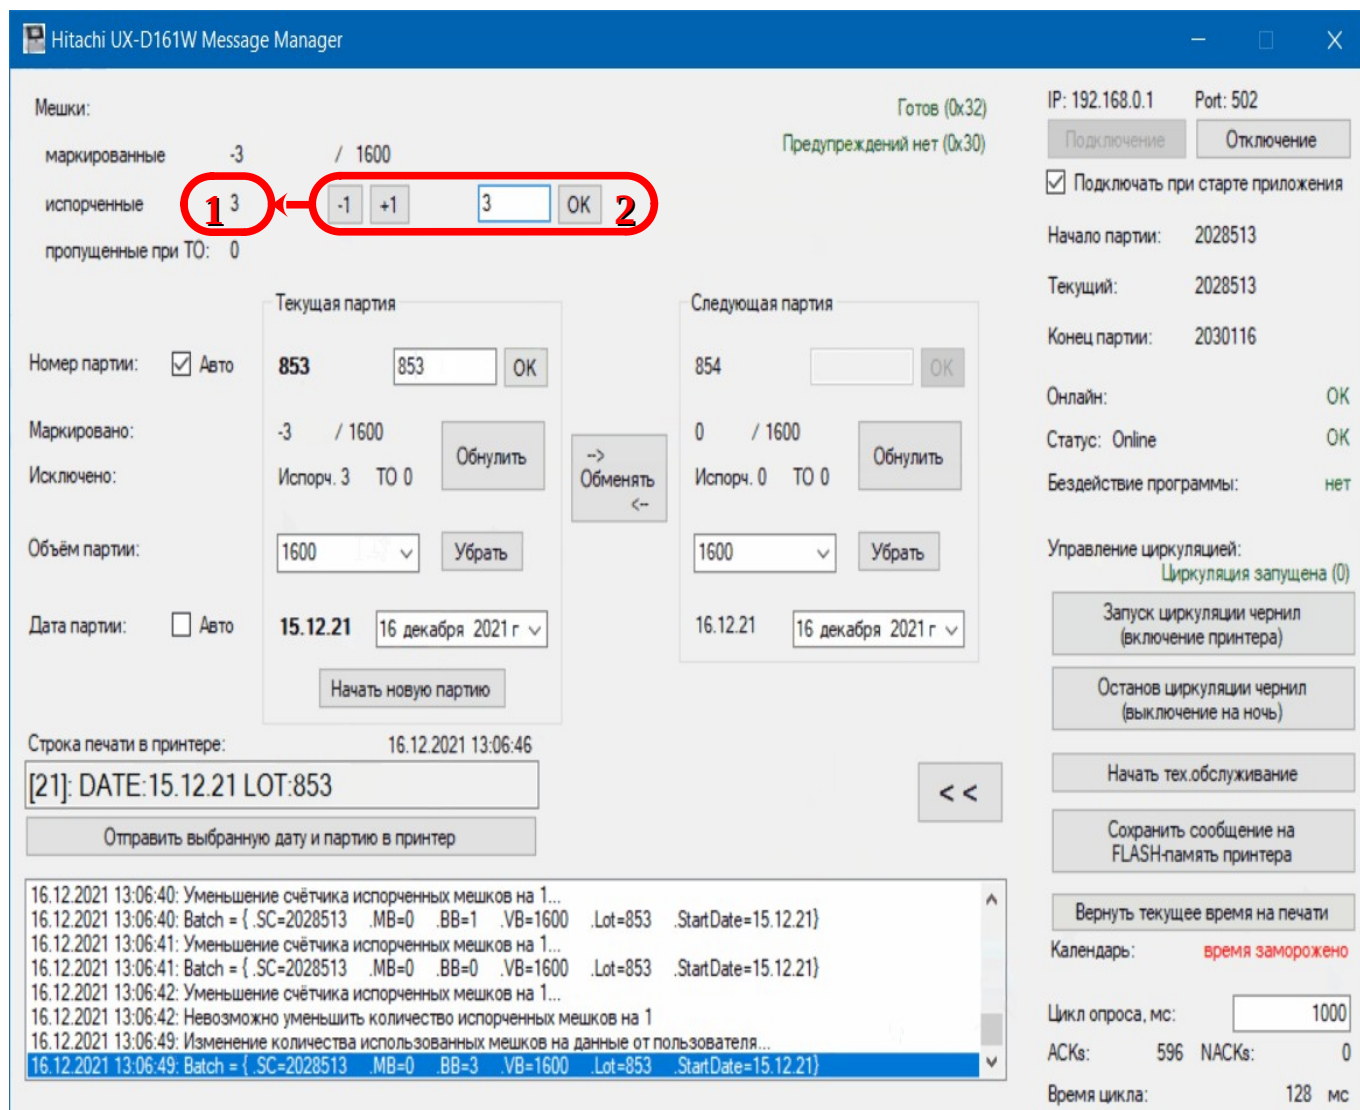 Hitachi UX-D161W Message Manager
Мешки:
маркированные -3 / 1600
испорченные 1 3 -1 +1 3 OK 2
пропущенные при ТО: 0
Готов (0x32)
Предупреждений нет (0x30)
Текущая партия
Следующая партия
Номер партии: Авто 853 853 OK 854 OK
Маркировано: -3 / 1600 Обнулить 0 / 1600 Обнулить
Исключено: Испорч. 3 ТО 0 Испорч. 0 ТО 0
-->
Обменять
<--
Объём партии: 1600 Убрать 1600 Убрать
Дата партии: Авто 15.12.21 16 декабря 2021 г 16.12.21 16 декабря 2021 г
Начать новую партию
Строка печати в принтере: 16.12.2021 13:06:46
[21]: DATE:15.12.21 LOT:853
Отправить выбранную дату и партию в принтер
< <
16.12.2021 13:06:40: Уменьшение счётчика испорченных мешков на 1...
16.12.2021 13:06:40: Batch = { .SC=2028513 .MB=0 .BB=1 .VB=1600 .Lot=853 .StartDate=15.12.21}
16.12.2021 13:06:41: Уменьшение счётчика испорченных мешков на 1...
16.12.2021 13:06:41: Batch = { .SC=2028513 .MB=0 .BB=0 .VB=1600 .Lot=853 .StartDate=15.12.21}
16.12.2021 13:06:42: Уменьшение счётчика испорченных мешков на 1...
16.12.2021 13:06:42: Невозможно уменьшить количество испорченных мешков на 1
16.12.2021 13:06:49: Изменение количества использованных мешков на данные от пользователя...
16.12.2021 13:06:49: Batch = { .SC=2028513 .MB=0 .BB=3 .VB=1600 .Lot=853 .StartDate=15.12.21}
IP: 192.168.0.1 Port: 502
Подключение Отключение
Подключать при старте приложения
Начало партии: 2028513
Текущий: 2028513
Конец партии: 2030116
Онлайн: OK
Статус: Online OK
Бездействие программы: нет
Управление циркуляцией:
Циркуляция запущена (0)
Запуск циркуляции чернил
(включение принтера)
Останов циркуляции чернил
(выключение на ночь)
Начать тех.обслуживание
Сохранить сообщение на
FLASH-память принтера
Вернуть текущее время на печати
Календарь: время заморожено
Цикл опроса, мс: 1000
ACKs: 596 NACKs: 0
Время цикла: 128 мс